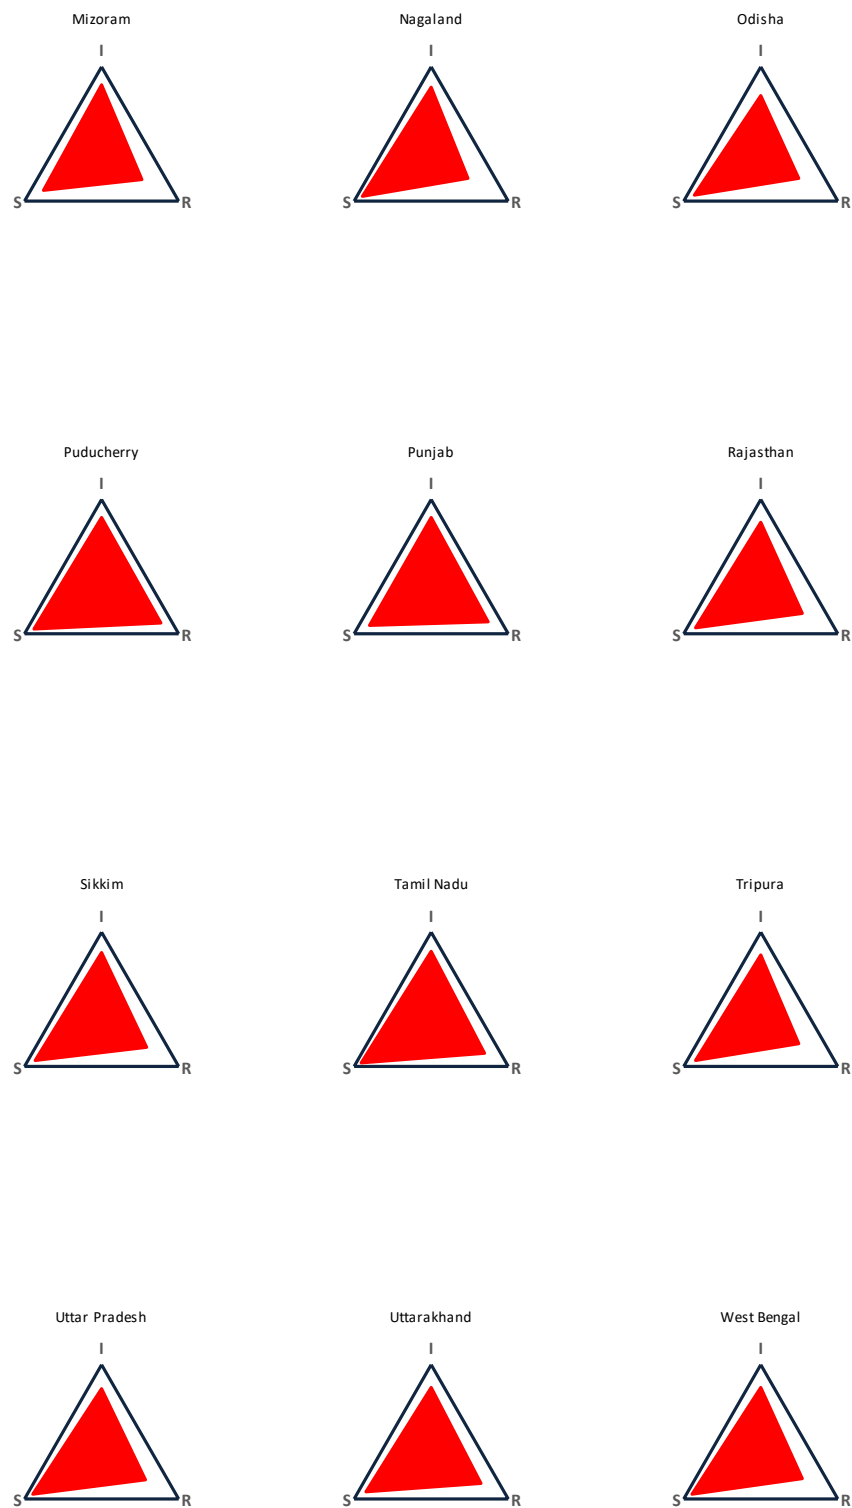 Mizoram Nagaland Odisha
I I I
S R S R S R
Puducherry Punjab Rajasthan
I I I
S R S R S R
Sikkim Tamil Nadu Tripura
I I I
S R S R S R
Uttar Pradesh Uttarakhand West Bengal
I I I
S R S R S R